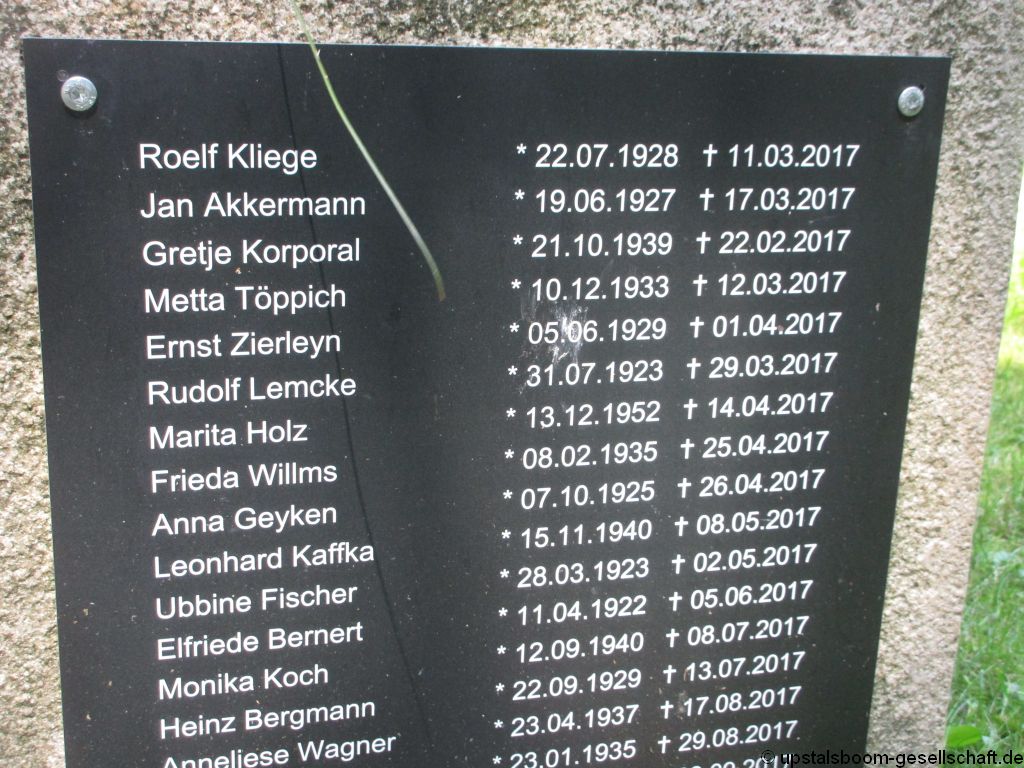 Roelf Kliege * 22.07.1928 † 11.03.2017
Jan Akkermann * 19.06.1927 † 17.03.2017
Gretje Korporal * 21.10.1939 † 22.02.2017
Metta Töppich * 10.12.1933 † 12.03.2017
Ernst Zierleyn * 05.06.1929 † 01.04.2017
Rudolf Lemcke * 31.07.1923 † 29.03.2017
Marita Holz * 13.12.1952 † 14.04.2017
Frieda Willms * 08.02.1935 † 25.04.2017
Anna Geyken * 07.10.1925 † 26.04.2017
Leonhard Kaffka * 15.11.1940 † 08.05.2017
Ubbine Fischer * 28.03.1923 † 02.05.2017
Elfriede Bernert * 11.04.1922 † 05.06.2017
Monika Koch * 12.09.1940 † 08.07.2017
Heinz Bergmann * 22.09.1929 † 13.07.2017
Anneliese Wagner * 23.04.1937 † 17.08.2017
* 23.01.1935 † 29.08.2017
© upstalsboom-gesellschaft.de